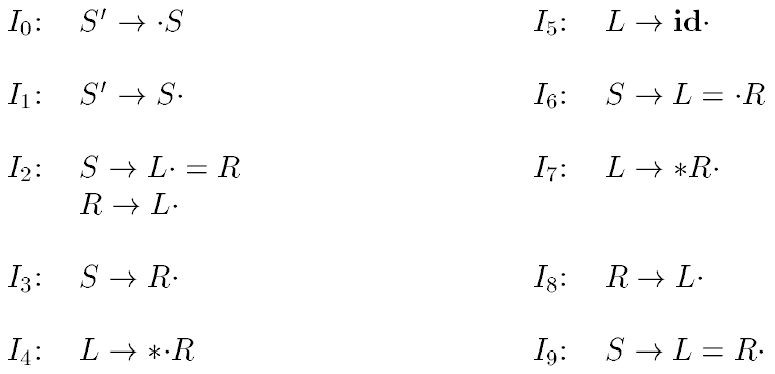 I₀: S′ → ·S
I₁: S′ → S·
I₂: S → L· = R
R → L·
I₃: S → R·
I₄: L → *·R
I₅: L → id·
I₆: S → L = ·R
I₇: L → *R·
I₈: R → L·
I₉: S → L = R·